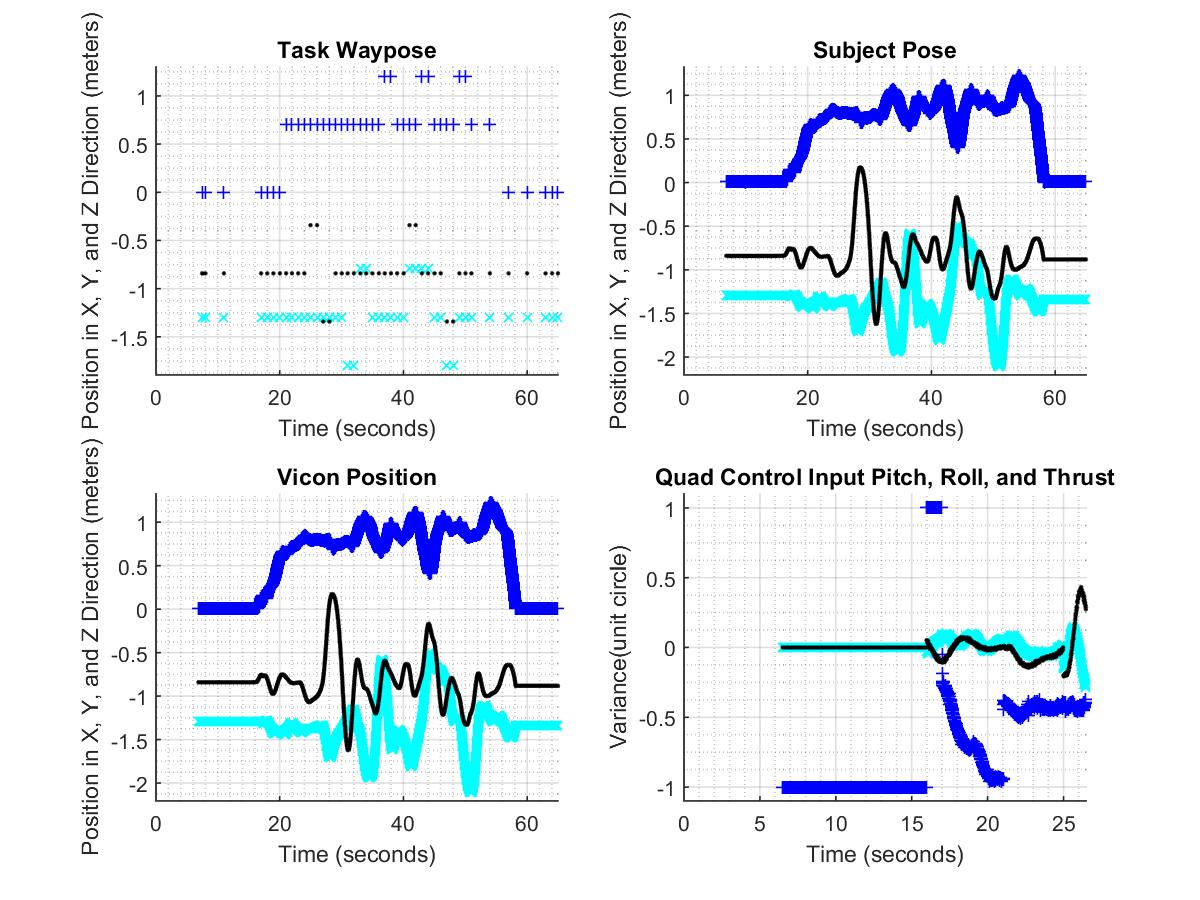 Task Waypose
Position in X, Y, and Z Direction (meters)
1
0.5
0
-0.5
-1
-1.5
0 20 40 60
Time (seconds)
Subject Pose
Position in X, Y, and Z Direction (meters)
1
0.5
0
-0.5
-1
-1.5
-2
0 20 40 60
Time (seconds)
Vicon Position
Position in X, Y, and Z Direction (meters)
1
0.5
0
-0.5
-1
-1.5
-2
0 20 40 60
Time (seconds)
Quad Control Input Pitch, Roll, and Thrust
Variance(unit circle)
1
0.5
0
-0.5
-1
0 5 10 15 20 25
Time (seconds)